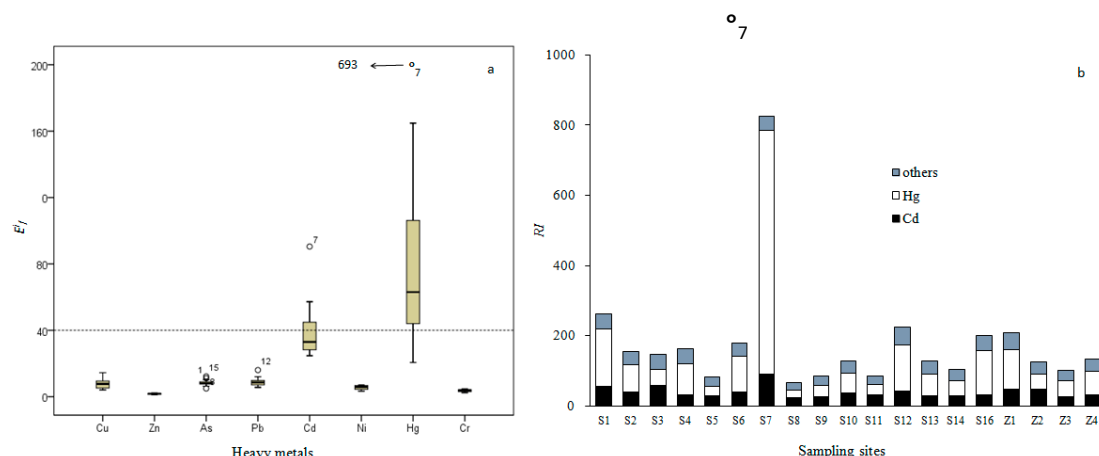 693
7
a
200
160
0
80
40
0
7
12
1 15
8
Cu Zn As Pb Cd Ni Hg Cr
Heavy metals
7
b
1000
800
600
400
200
0
RI
others
Hg
Cd
S1 S2 S3 S4 S5 S6 S7 S8 S9 S10 S11 S12 S13 S14 S16 Z1 Z2 Z3 Z4
Sampling sites